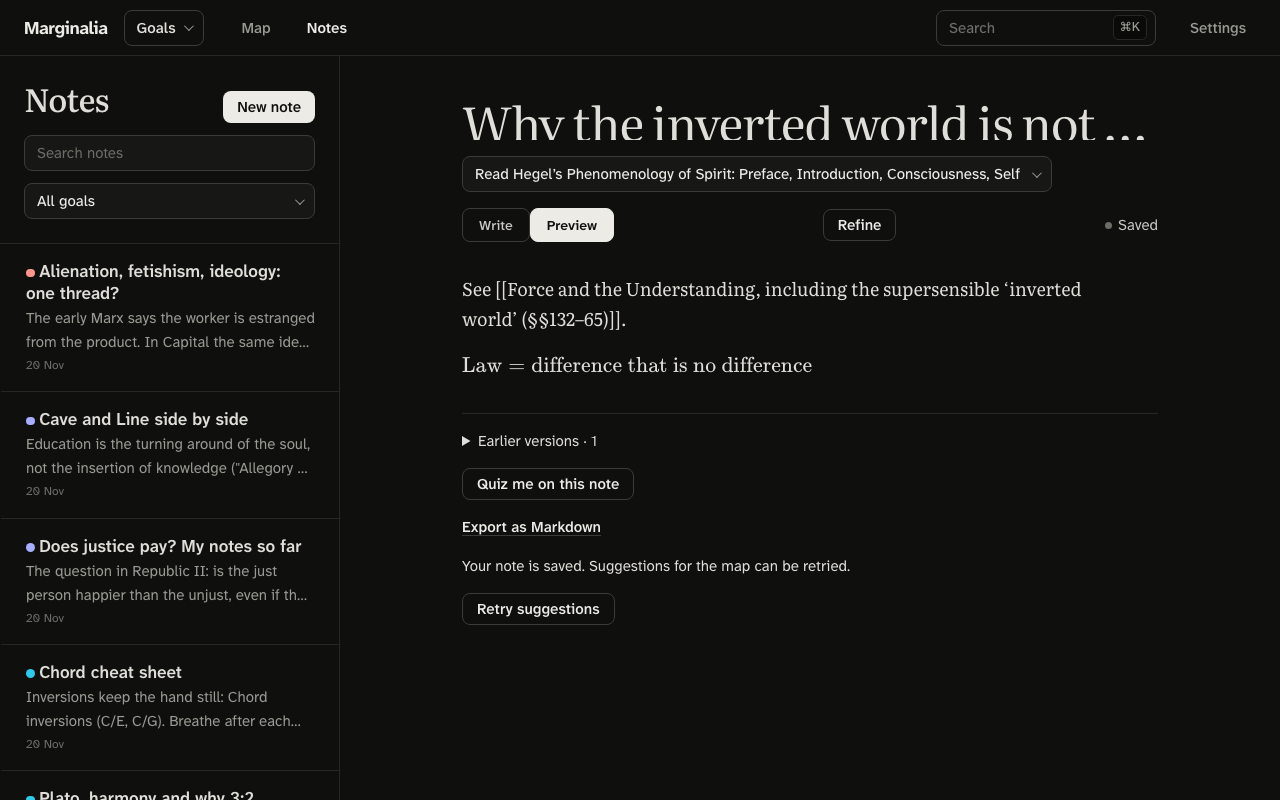 Marginalia
Goals
Map
Notes
Search
⌘K
Settings
Notes
New note
Search notes
All goals
Alienation, fetishism, ideology:
one thread?
The early Marx says the worker is estranged
from the product. In Capital the same ide…
20 Nov
Cave and Line side by side
Education is the turning around of the soul,
not the insertion of knowledge ("Allegory …
20 Nov
Does justice pay? My notes so far
The question in Republic II: is the just
person happier than the unjust, even if th…
20 Nov
Chord cheat sheet
Inversions keep the hand still: Chord
inversions (C/E, C/G). Breathe after each…
20 Nov
Plato, harmony and why 3:2
Why the inverted world is not …
Read Hegel’s Phenomenology of Spirit: Preface, Introduction, Consciousness, Self
Write
Preview
Refine
Saved
See [[Force and the Understanding, including the supersensible ‘inverted
world’ (§§132–65)]].
Law = difference that is no difference
Earlier versions · 1
Quiz me on this note
Export as Markdown
Your note is saved. Suggestions for the map can be retried.
Retry suggestions